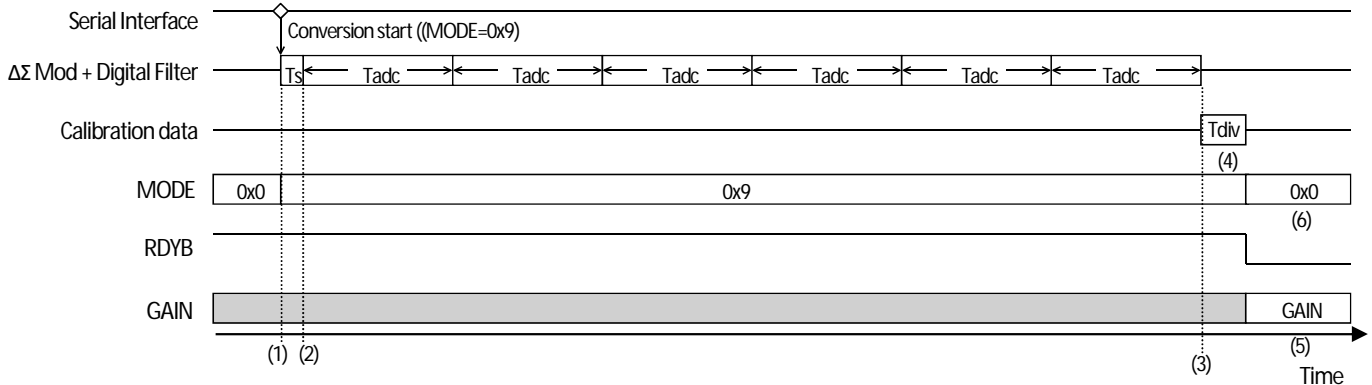 Serial Interface
Conversion start ((MODE=0x9)
ΔΣ Mod + Digital Filter Ts Tadc Tadc Tadc Tadc Tadc Tadc
Calibration data Tdiv
(4)
MODE 0x0 0x9 0x0
(6)
RDYB
GAIN GAIN
(1) (2) (3) (5)
Time